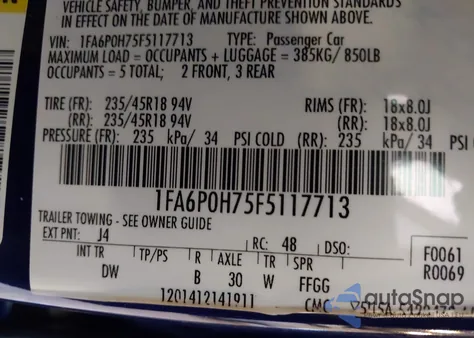 VEHICLE SAFETY, BUMPER, AND THEFT PREVENTION STANDARDS
IN EFFECT ON THE DATE OF MANUFACTURE SHOWN ABOVE.
VIN: 1FA6P0H75F5117713 TYPE: Passenger Car
MAXIMUM LOAD = OCCUPANTS + LUGGAGE = 385KG/ 850LB
OCCUPANTS = 5 TOTAL; 2 FRONT, 3 REAR
TIRE (FR): 235/45R18 94V RIMS (FR): 18x8.0J
(RR): 235/45R18 94V (RR): 18x8.0J
PRESSURE (FR): 235 kPa/ 34 PSI COLD (RR): 235 kPa/ 34 PSI
1FA6P0H75F5117713
TRAILER TOWING - SEE OWNER GUIDE
EXT PNT: J4 RC: 48 DSO: F0061
INT TR TP/PS R AXLE TR SPR R0069
DW B 30 W FFGG
1201412141911 CMC
autoSnap